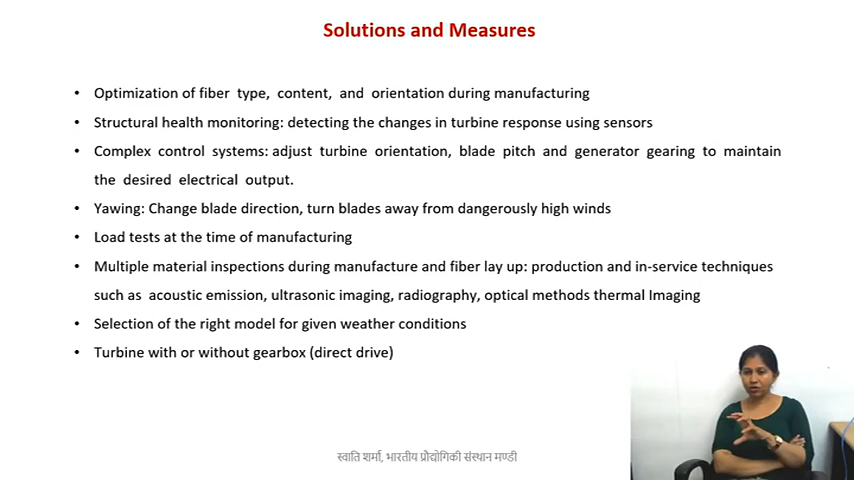 Solutions and Measures
• Optimization of fiber type, content, and orientation during manufacturing
• Structural health monitoring: detecting the changes in turbine response using sensors
• Complex control systems: adjust turbine orientation, blade pitch and generator gearing to maintain
the desired electrical output.
• Yawing: Change blade direction, turn blades away from dangerously high winds
• Load tests at the time of manufacturing
• Multiple material inspections during manufacture and fiber lay up: production and in-service techniques
such as acoustic emission, ultrasonic imaging, radiography, optical methods thermal Imaging
• Selection of the right model for given weather conditions
• Turbine with or without gearbox (direct drive)
स्वाति शर्मा, भारतीय प्रौद्योगिकी संस्थान मण्डी